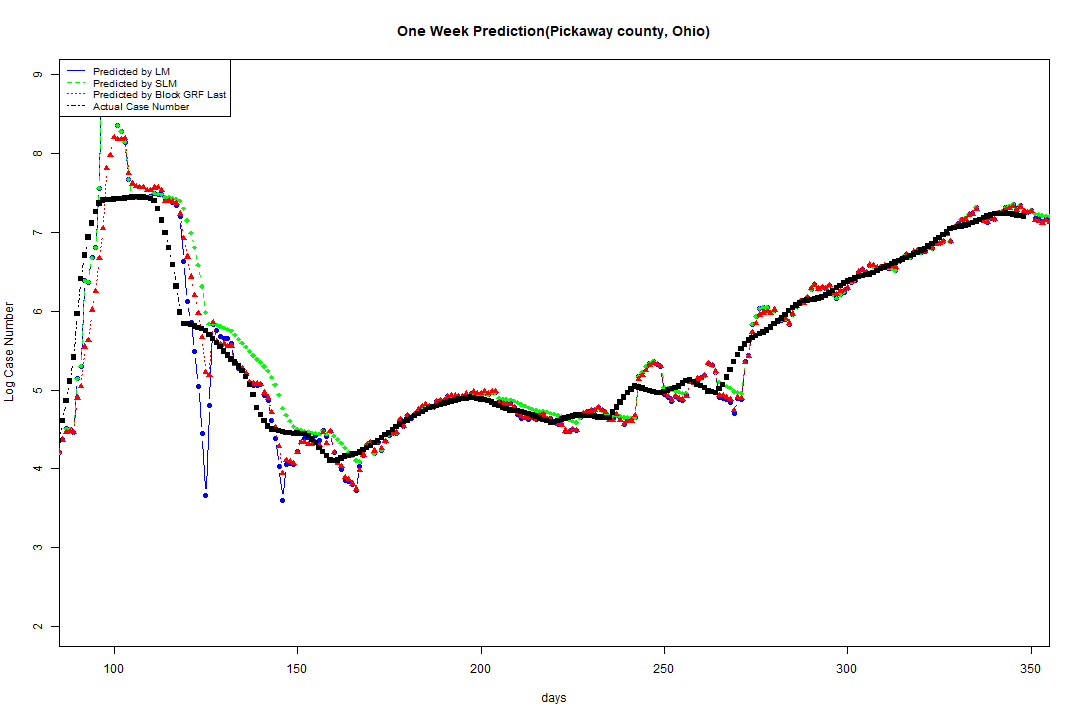 One Week Prediction(Pickaway county, Ohio)
Predicted by LM
Predicted by SLM
Predicted by Block GRF Last
Actual Case Number
Log Case Number
9
8
7
6
5
4
3
2
100 150 200 250 300 350
days